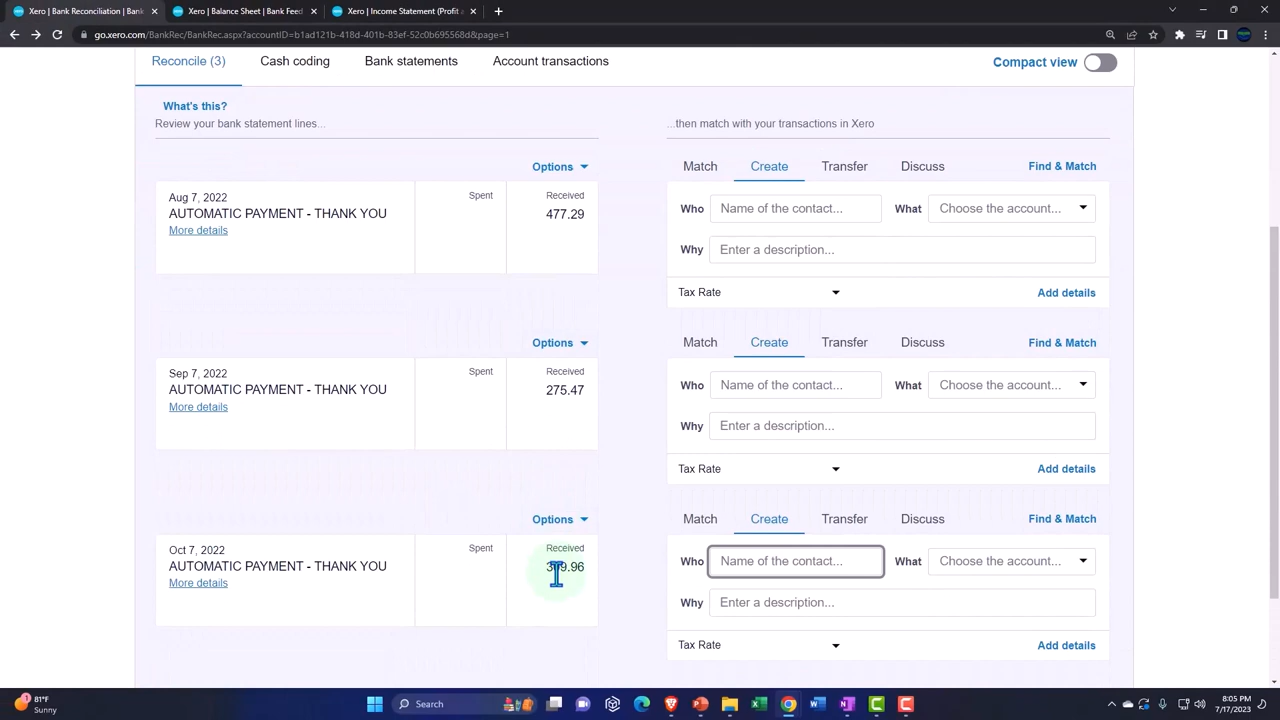 Xero | Bank Reconciliation | Bank
Xero | Balance Sheet | Bank Feed
Xero | Income Statement (Profit a
go.xero.com/BankRec/BankRec.aspx?accountID=b1ad121b-418d-401b-83ef-52c0b695568d&page=1
Reconcile (3) Cash coding Bank statements Account transactions Compact view
What's this?
Review your bank statement lines... ...then match with your transactions in Xero
Options Match Create Transfer Discuss Find & Match
Aug 7, 2022 Spent Received
AUTOMATIC PAYMENT - THANK YOU 477.29
More details
Who Name of the contact... What Choose the account...
Why Enter a description...
Tax Rate Add details
Options Match Create Transfer Discuss Find & Match
Sep 7, 2022 Spent Received
AUTOMATIC PAYMENT - THANK YOU 275.47
More details
Who Name of the contact... What Choose the account...
Why Enter a description...
Tax Rate Add details
Options Match Create Transfer Discuss Find & Match
Oct 7, 2022 Spent Received
AUTOMATIC PAYMENT - THANK YOU
More details
Who Name of the contact... What Choose the account...
Why Enter a description...
Tax Rate Add details
81°F
Sunny
Search
8:05 PM
7/17/2023